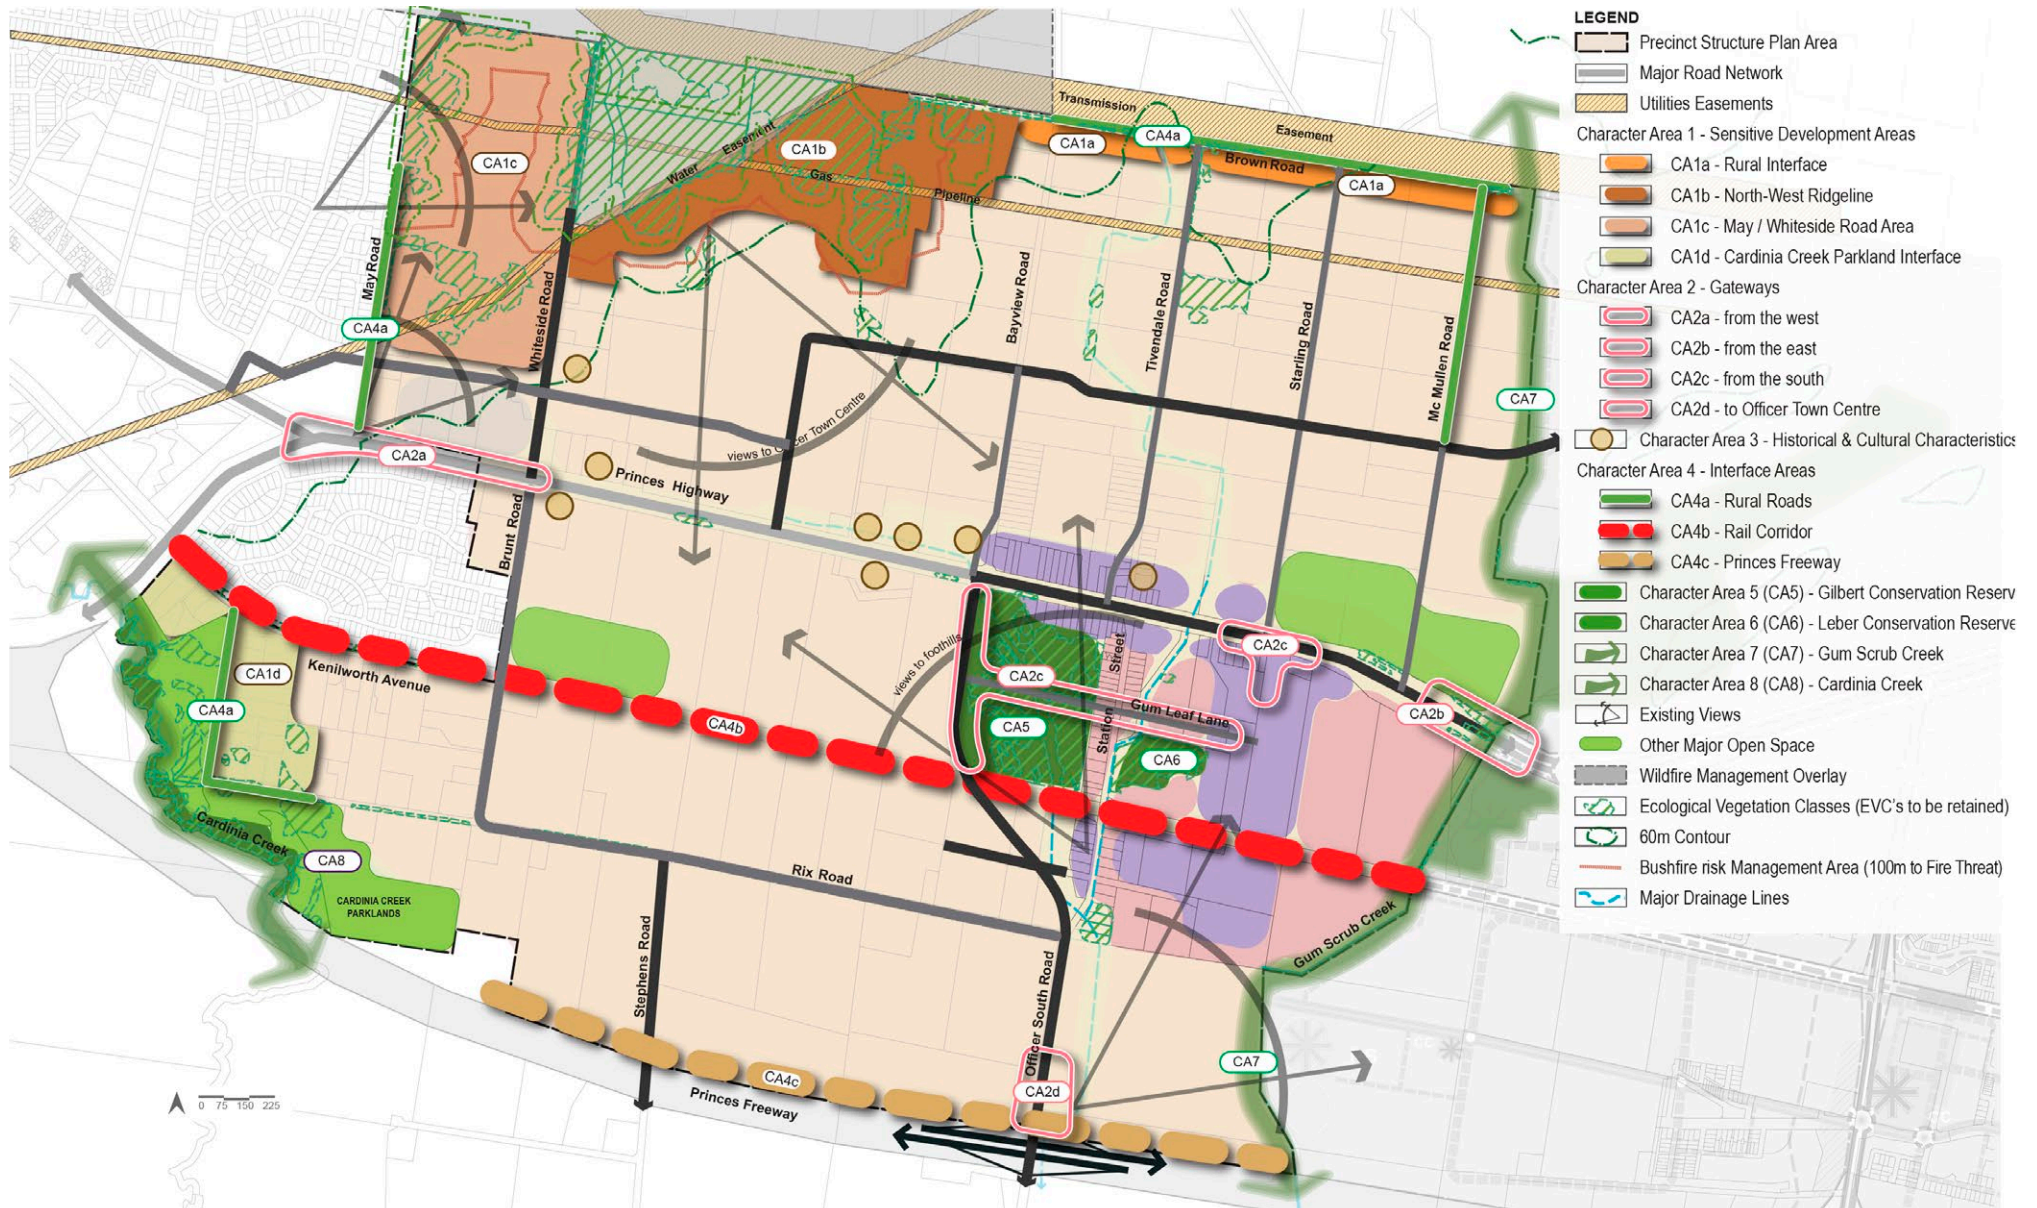 LEGEND
Precinct Structure Plan Area
Major Road Network
Utilities Easements
Character Area 1 - Sensitive Development Areas
CA1a - Rural Interface
CA1b - North-West Ridgeline
CA1c - May / Whiteside Road Area
CA1d - Cardinia Creek Parkland Interface
Character Area 2 - Gateways
CA2a - from the west
CA2b - from the east
CA2c - from the south
CA2d - to Officer Town Centre
Character Area 3 - Historical & Cultural Characteristics
Character Area 4 - Interface Areas
CA4a - Rural Roads
CA4b - Rail Corridor
CA4c - Princes Freeway
Character Area 5 (CA5) - Gilbert Conservation Reserv
Character Area 6 (CA6) - Leber Conservation Reserve
Character Area 7 (CA7) - Gum Scrub Creek
Character Area 8 (CA8) - Cardinia Creek
Existing Views
Other Major Open Space
Wildfire Management Overlay
Ecological Vegetation Classes (EVC's to be retained)
60m Contour
Bushfire risk Management Area (100m to Fire Threat)
Major Drainage Lines
Transmission
Easement
CA4a
CA1a
Brown Road
CA1a
CA1c
CA1b
Water
Easement
Gas
Pipeline
May Road
CA4a
Whiteside Road
Bayview Road
Tivendale Road
Starling Road
Mc Mullen Road
CA7
views to Officer Town Centre
CA2a
Princes Highway
Brunt Road
CA1d
Kenilworth Avenue
CA4a
CA4b
views to foothills
CA2c
CA2c
Gum Leaf Lane
Station
Street
CA5
CA6
CA2b
Cardinia Creek
CA8
CARDINIA CREEK
PARKLANDS
Rix Road
Stephens Road
Officer South Road
Gum Scrub Creek
CA7
CA4c
CA2d
Princes Freeway
0 75 150 225